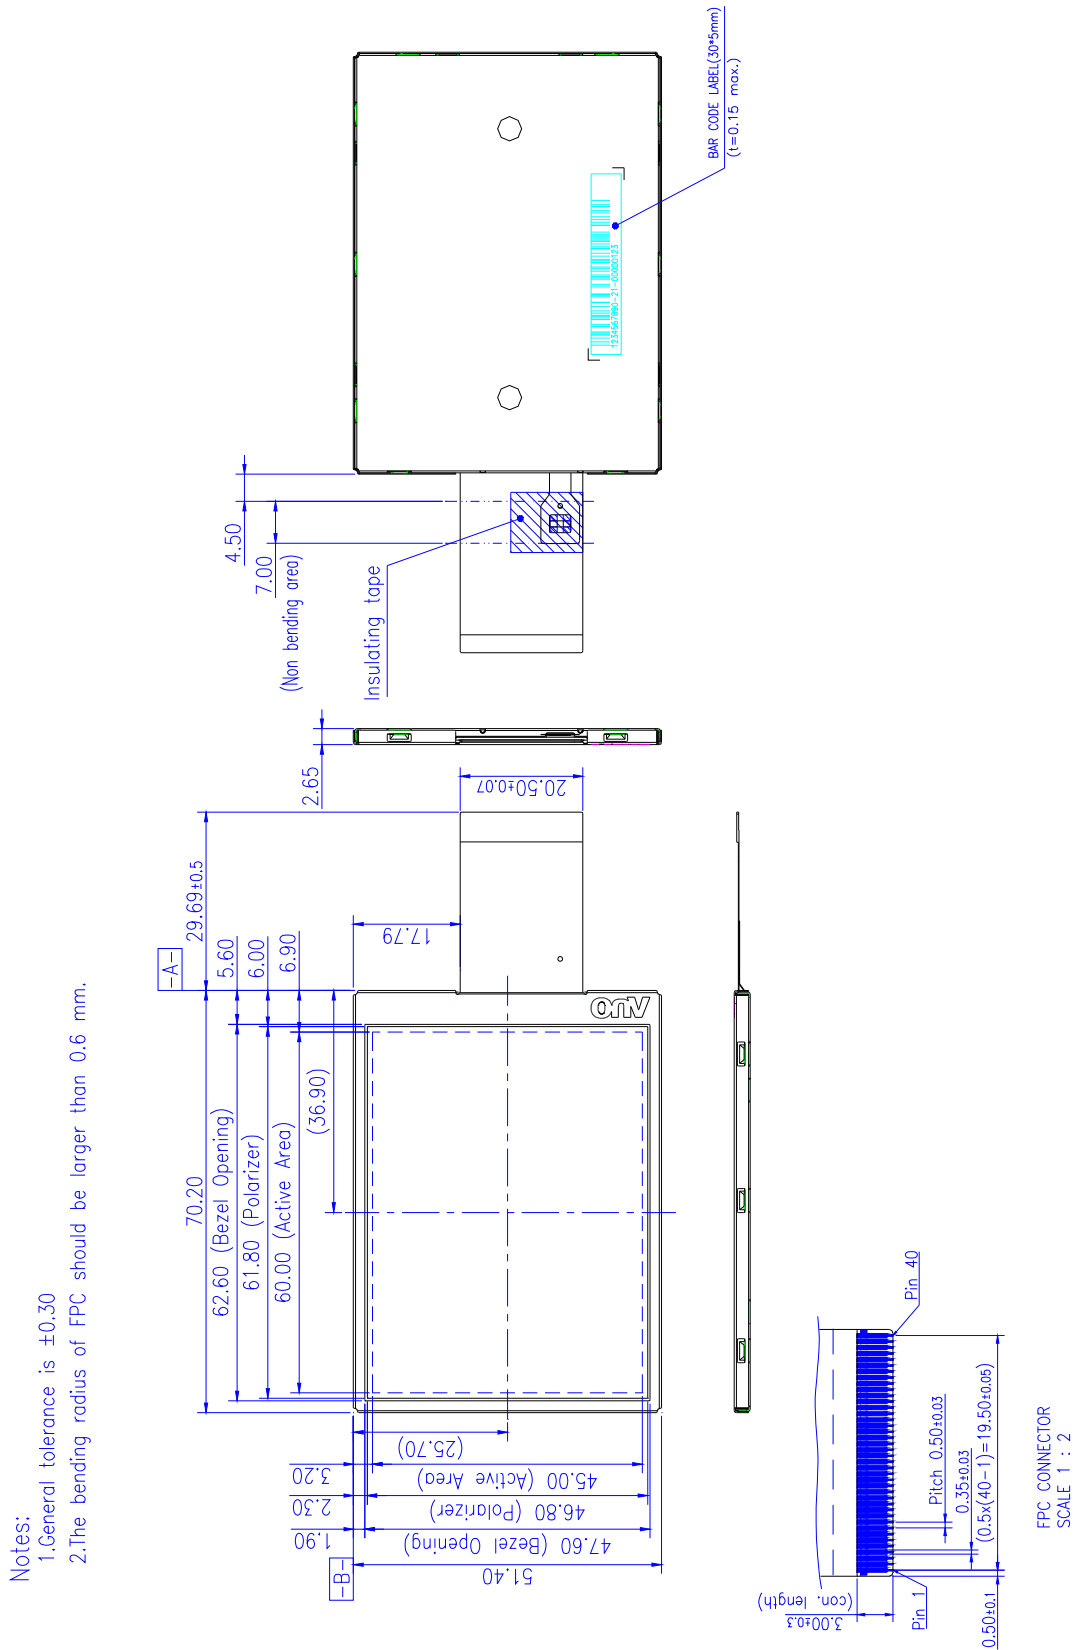 Notes:
1.General tolerance is ±0.30
2.The bending radius of FPC should be larger than 0.6 mm.
BAR CODE LABEL(30*5mm)
(t=0.15 max.)
1234567890-21-00000123
4.50
7.00
(Non bending area)
Insulating tape
2.65
20.50±0.07
-A-
29.69±0.5
5.60
6.00
6.90
17.79
AUO
70.20
62.60 (Bezel Opening)
61.80 (Polarizer)
60.00 (Active Area)
(36.90)
(25.70)
3.20
45.00 (Active Area)
2.30
46.80 (Polarizer)
1.90
47.60 (Bezel Opening)
-B-
51.40
Pin 40
Pitch 0.50±0.03
0.35±0.03
(0.5x(40-1)=19.50±0.05)
3.00±0.3
(con. length)
Pin 1
0.50±0.1
FPC CONNECTOR
SCALE 1 : 2